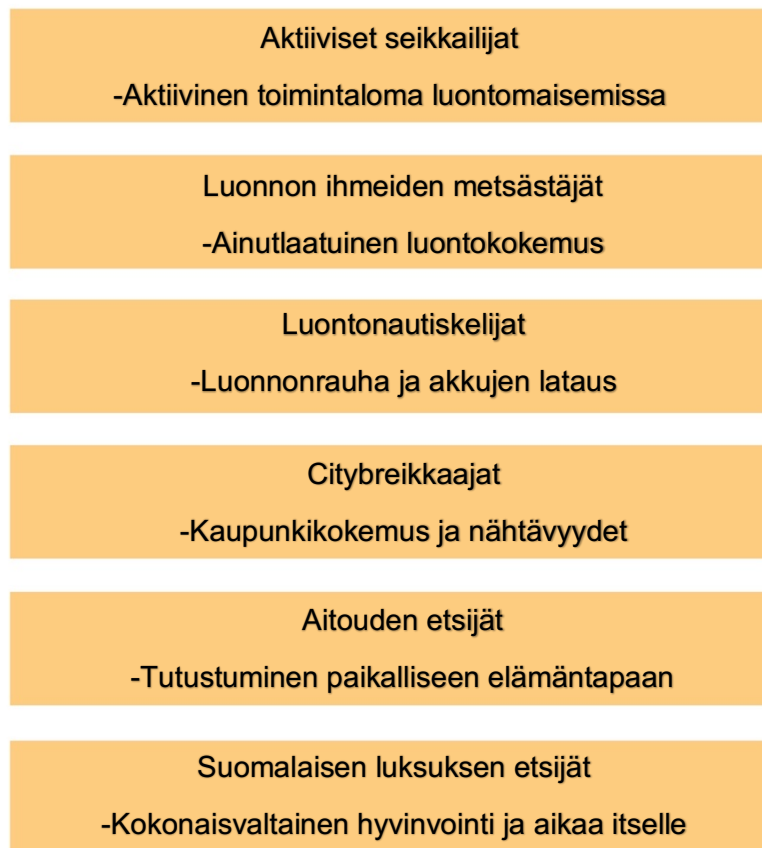 Aktiiviset seikkailijat
-Aktiivinen toimintaloma luontomaisemissa
Luonnon ihmeiden metsästäjät
-Ainutlaatuinen luontokokemus
Luontonautiskelijat
-Luonnonrauha ja akkujen lataus
Citybreikkaajat
-Kaupunkikokemus ja nähtävyydet
Aitouden etsijät
-Tutustuminen paikalliseen elämäntapaan
Suomalaisen luksuksen etsijät
-Kokonaisvaltainen hyvinvointi ja aikaa itselle